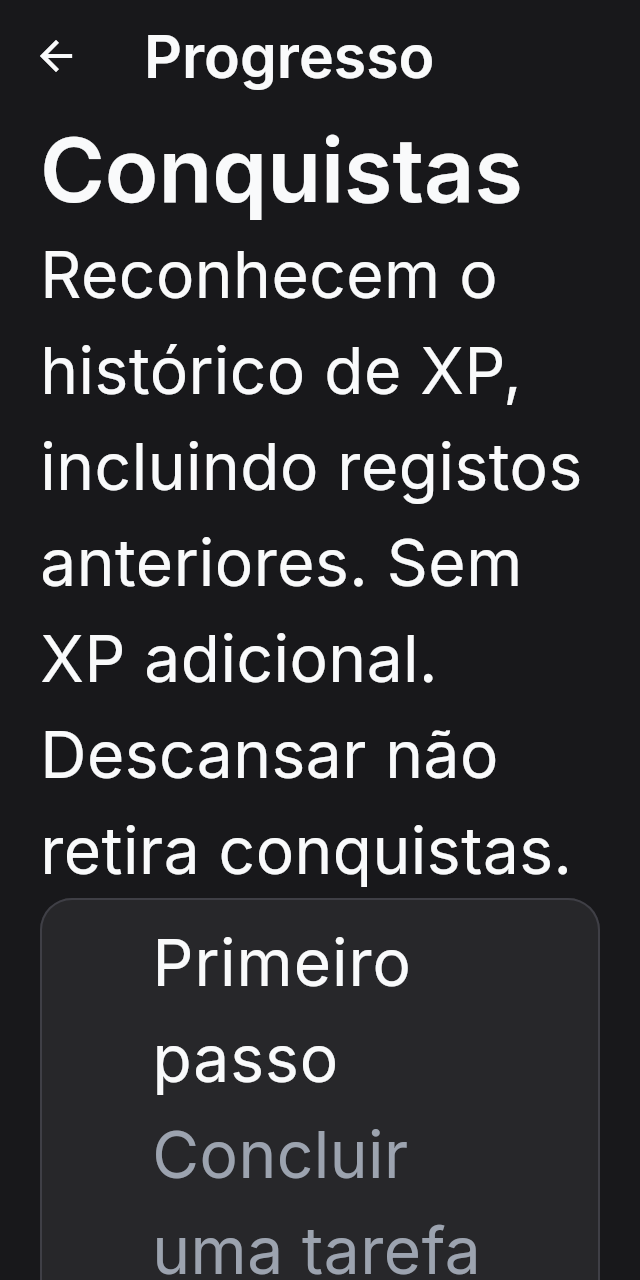 Progresso
Conquistas
Reconhecem o
histórico de XP,
incluindo registos
anteriores. Sem
XP adicional.
Descansar não
retira conquistas.
Primeiro
passo
Concluir
uma tarefa